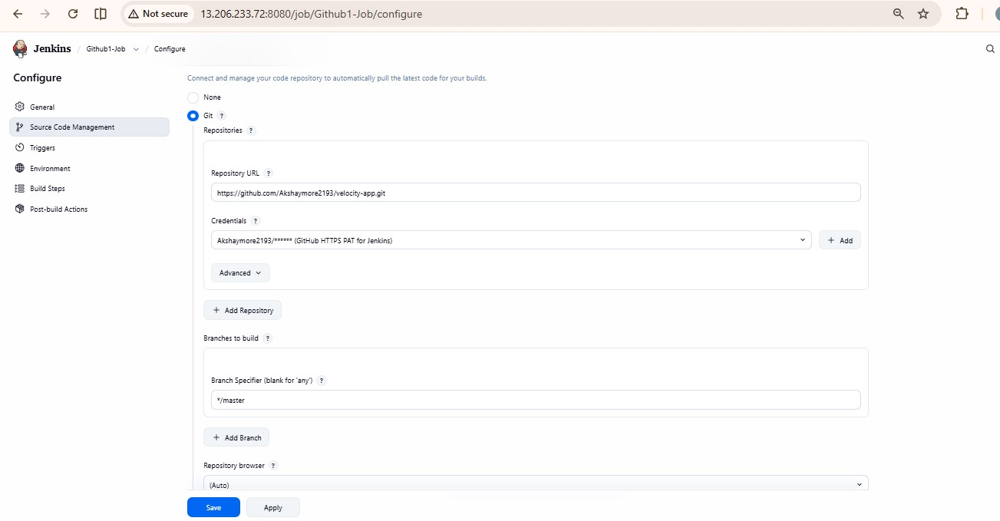 Not secure 13.206.233.72:8080/job/Github1-Job/configure
Jenkins / Github1-Job / Configure
Configure
General
Source Code Management
Triggers
Environment
Build Steps
Post-build Actions
Connect and manage your code repository to automatically pull the latest code for your builds.
None
Git ?
Repositories ?
Repository URL ?
https://github.com/Akshaymore2193/velocity-app.git
Credentials ?
Akshaymore2193/****** (GitHub HTTPS PAT for Jenkins)
+ Add
Advanced
+ Add Repository
Branches to build ?
Branch Specifier (blank for 'any') ?
*/master
+ Add Branch
Repository browser ?
(Auto)
Save Apply